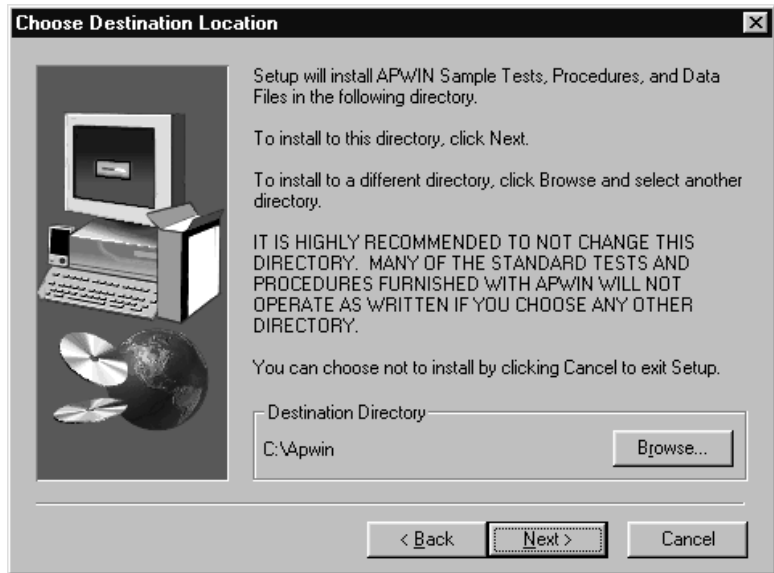 Choose Destination Location
Setup will install APWIN Sample Tests, Procedures, and Data
Files in the following directory.
To install to this directory, click Next.
To install to a different directory, click Browse and select another
directory.
IT IS HIGHLY RECOMMENDED TO NOT CHANGE THIS
DIRECTORY.  MANY OF THE STANDARD TESTS AND
PROCEDURES FURNISHED WITH APWIN WILL NOT
OPERATE AS WRITTEN IF YOU CHOOSE ANY OTHER
DIRECTORY.
You can choose not to install by clicking Cancel to exit Setup.
Destination Directory
C:\Apwin
Browse...
< Back
Next >
Cancel